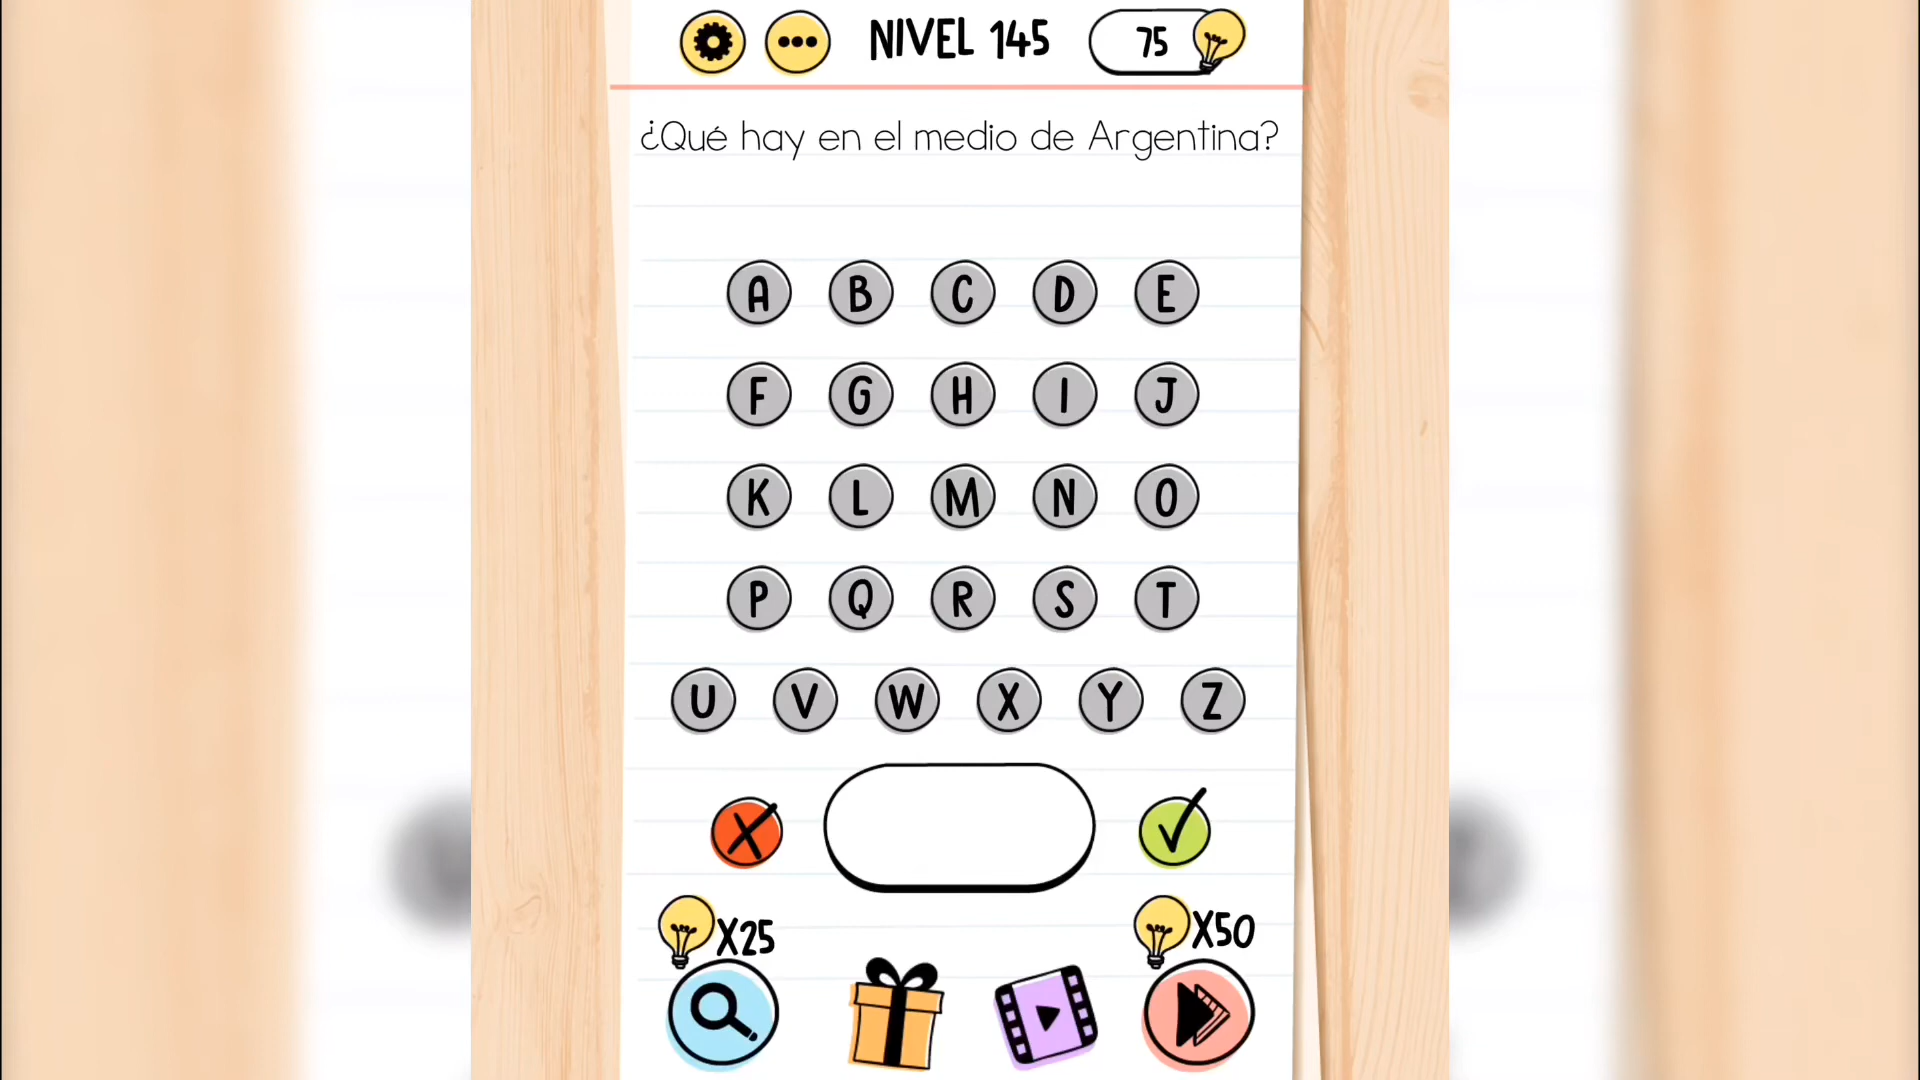 NIVEL 145
75
¿Qué hay en el medio de Argentina?
A B C D E
F G H I J
K L M N O
P Q R S T
U V W X Y Z
X25
X50